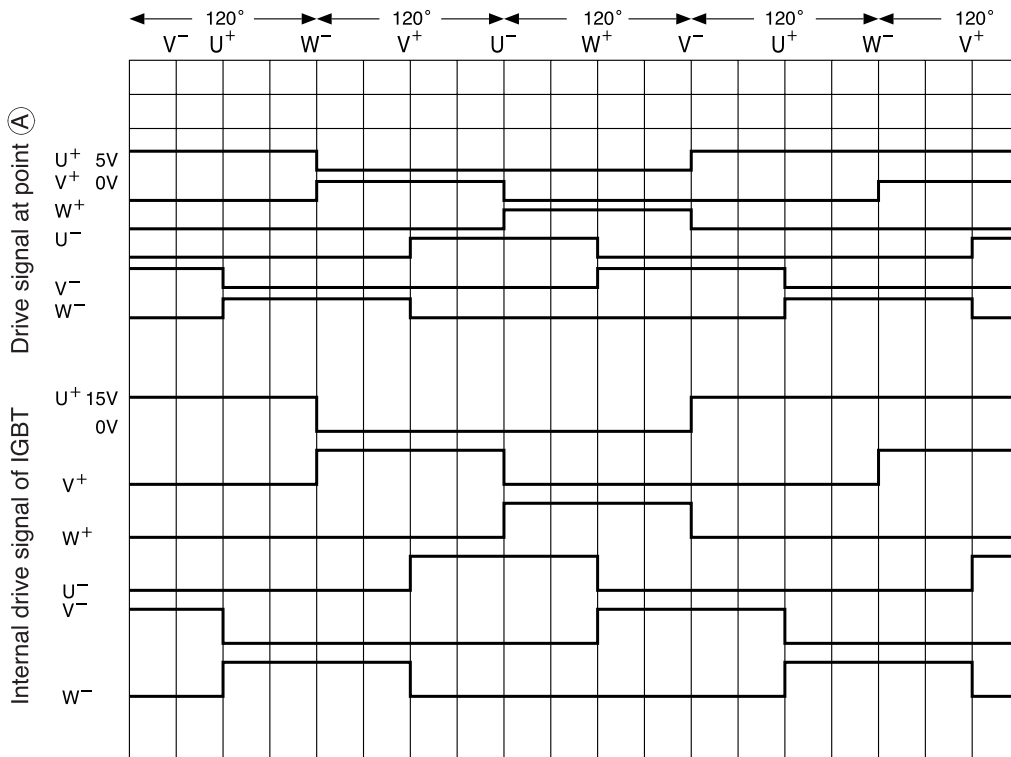 120° 120° 120° 120° 120°
V⁻ U⁺ W⁻ V⁺ U⁻ W⁺ V⁻ U⁺ W⁻ V⁺
Drive signal at point Ⓐ
U⁺ 5V
V⁺ 0V
W⁺
U⁻
V⁻
W⁻
Internal drive signal of IGBT
U⁺ 15V
0V
V⁺
W⁺
U⁻
V⁻
W⁻